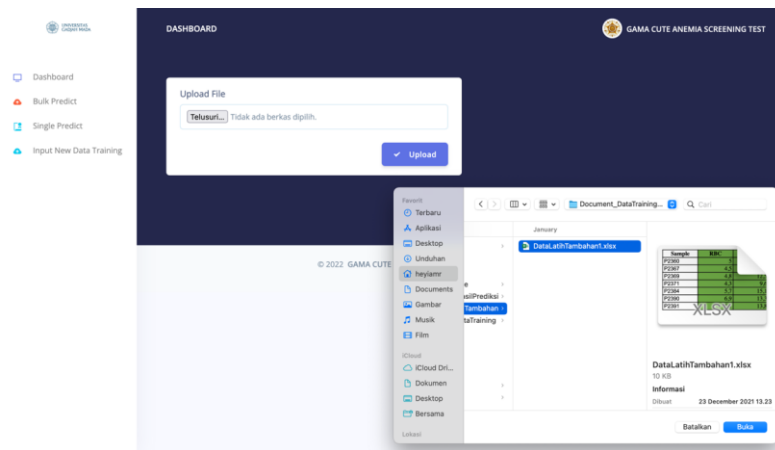 UNIVERSITAS
GADJAH MADA
DASHBOARD
GAMA CUTE ANEMIA SCREENING TEST
Dashboard
Bulk Predict
Single Predict
Input New Data Training
Upload File
Telusuri... Tidak ada berkas dipilih.
Upload
© 2022 GAMA CUTE
Favorit
Terbaru
Aplikasi
Desktop
Unduhan
heyiamr
Documents
Gambar
Musik
Film
iCloud
iCloud Dri...
Dokumen
Desktop
Bersama
Lokasi
Document_DataTraining...
Cari
January
DataLatihTambahan1.xlsx
e
asilPrediksi
Tambahan
taTraining
Sample RBC
P2360
P2367
P2369
P2371
P2384
P2390
P2391
XLSX
DataLatihTambahan1.xlsx
10 KB
Informasi
Dibuat 23 December 2021 13.23
Batalkan
Buka